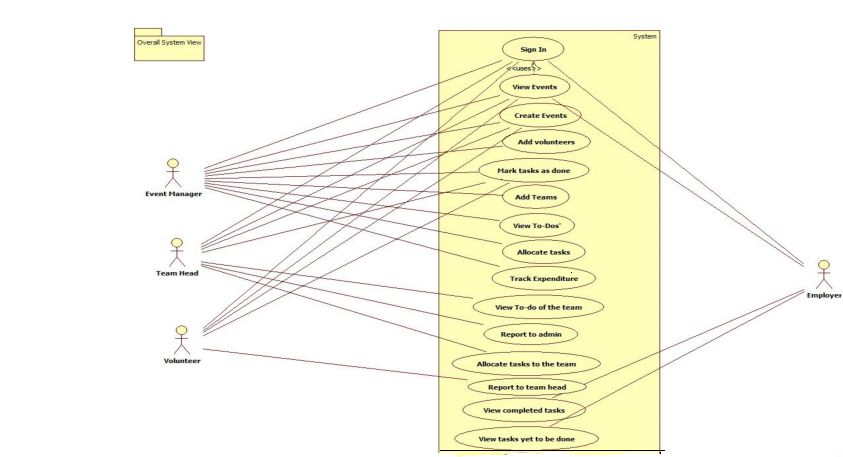 Overall System View
System
Sign In
<<uses>>
View Events
Create Events
Add volunteers
Mark tasks as done
Event Manager
Add Teams
View To-Dos'
Allocate tasks
Team Head
Track Expenditure
Employer
View To-do of the team
Report to admin
Volunteer
Allocate tasks to the team
Report to team head
View completed tasks
View tasks yet to be done